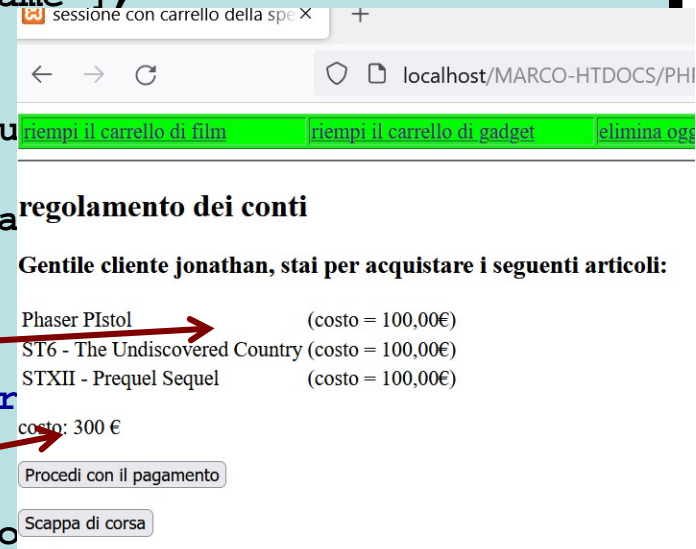 ame'],
sessione con carrello della spe
localhost/MARCO-HTDOCS/PHP
u
riempi il carrello di film riempi il carrello di gadget elimina ogg
a
regolamento dei conti
Gentile cliente jonathan, stai per acquistare i seguenti articoli:
Phaser PIstol (costo = 100,00€)
ST6 - The Undiscovered Country (costo = 100,00€)
STXII - Prequel Sequel (costo = 100,00€)
r
costo: 300 €
Procedi con il pagamento
o
Scappa di corsa